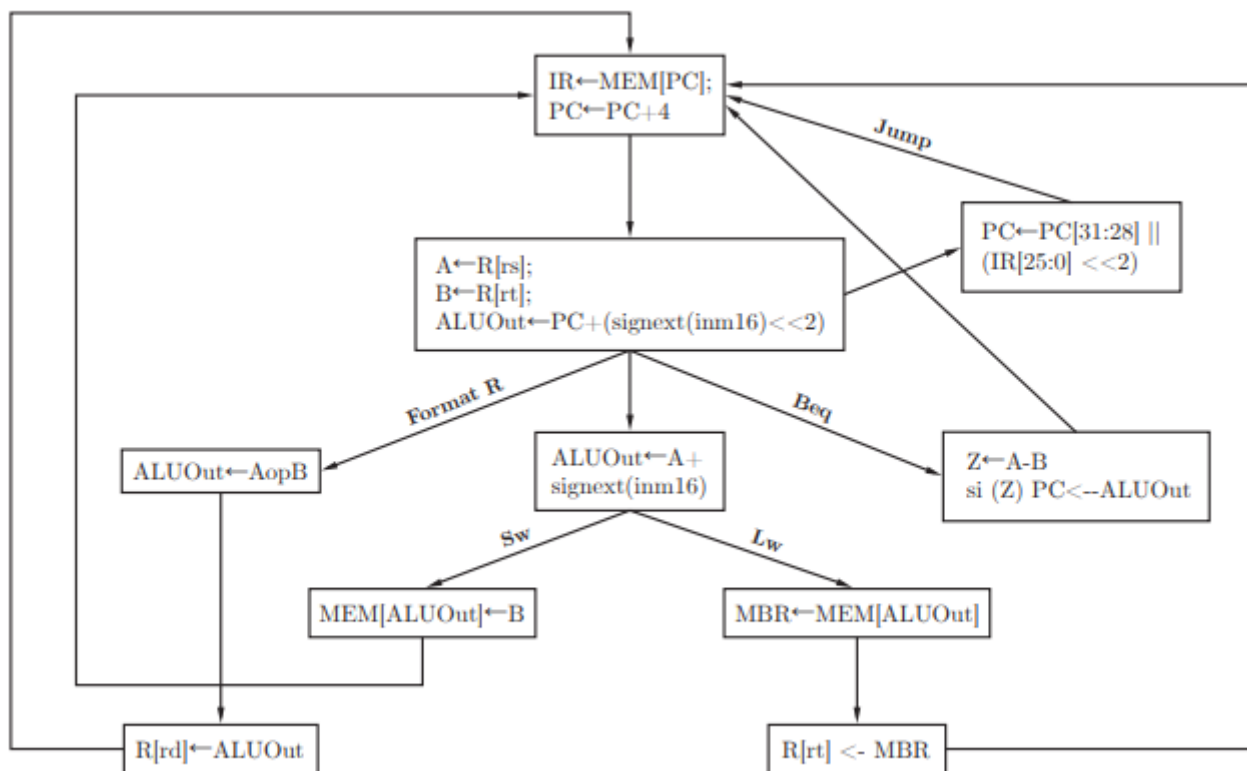 IR←MEM[PC];
PC←PC+4
Jump
PC←PC[31:28] ||
(IR[25:0] <<2)
A←R[rs];
B←R[rt];
ALUOut←PC+(signext(inm16)<<2)
Format R
Beq
ALUOut←AopB
ALUOut←A+
signext(inm16)
Z←A-B
si (Z) PC<--ALUOut
Sw
Lw
MEM[ALUOut]←B
MBR←MEM[ALUOut]
R[rd]←ALUOut
R[rt] <- MBR